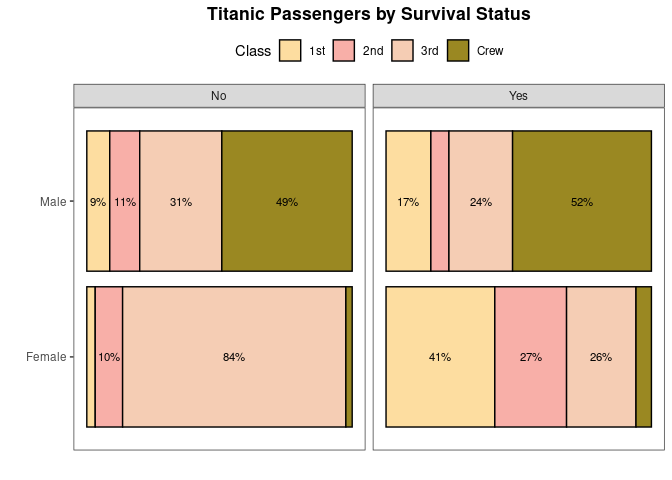 Titanic Passengers by Survival Status
Class 1st 2nd 3rd Crew
No Yes
Male 9% 11% 31% 49% 17% 24% 52%
Female 10% 84% 41% 27% 26%